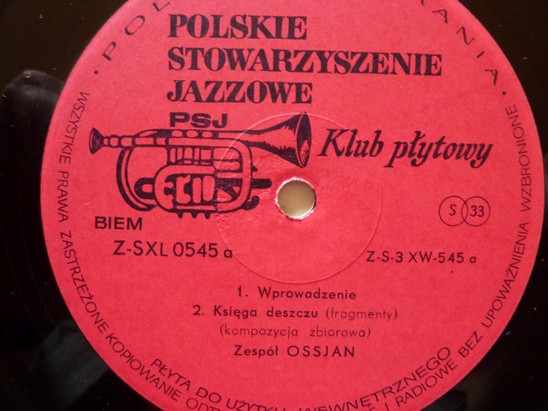 POLSKIE
STOWARZYSZENIE
JAZZOWE
PSJ
Klub płytowy
BIEM
S 33
Z-SXL 0545 a
Z-S-3 XW-545 a
1. Wprowadzenie
2. Księga deszczu (fragmenty)
(kompozycja zbiorowa)
Zespół OSSJAN
WSZYSTKIE PRAWA ZASTRZEŻONE KOPIOWANIE
RADIOWE BEZ UPOWAŻNIENIA WZBRONIONE
PŁYTA DO UŻYTKU WEWNĘTRZNEGO